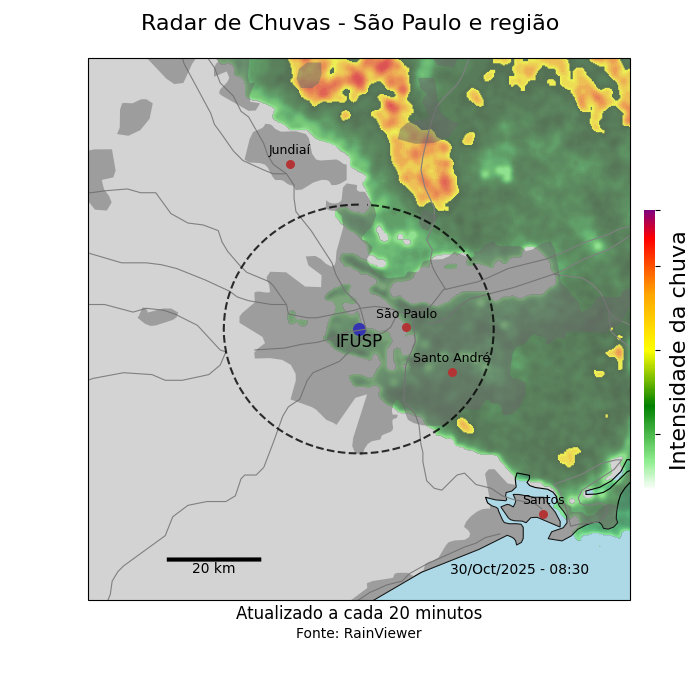 Radar de Chuvas - São Paulo e região
Jundiaí
São Paulo
IFUSP
Santo André
Intensidade da chuva
Santos
20 km
30/Oct/2025 - 08:30
Atualizado a cada 20 minutos
Fonte: RainViewer